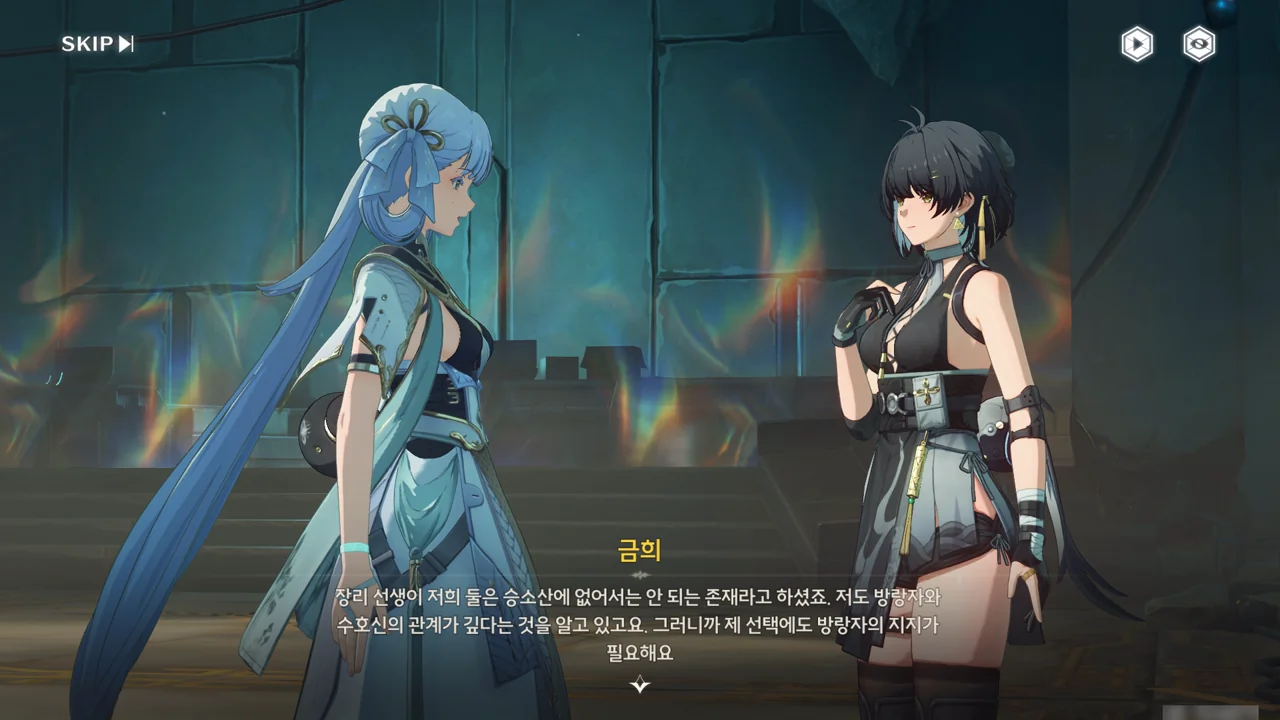 SKIP
금희
장리 선생이 저희 둘은 승소산에 없어서는 안 되는 존재라고 하셨죠. 저도 방랑자와
수호신의 관계가 깊다는 것을 알고 있고요. 그러니까 제 선택에도 방랑자의 지지가
필요해요